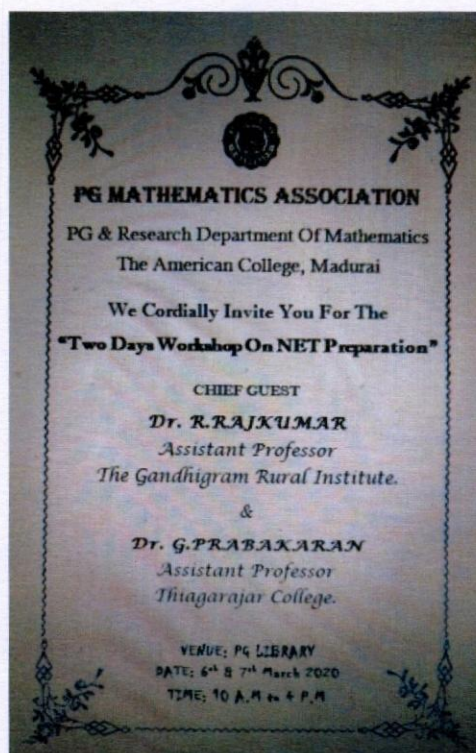 PG MATHEMATICS ASSOCIATION
PG & Research Department Of Mathematics
The American College, Madurai
We Cordially Invite You For The
"Two Days Workshop On NET Preparation"
CHIEF GUEST
Dr. R.RAJKUMAR
Assistant Professor
The Gandhigram Rural Institute.
&
Dr. G.PRABAKARAN
Assistant Professor
Thiagarajar College.
VENUE: PG LIBRARY
DATE: 6th & 7th March 2020
TIME: 10 A.M to 4 P.M